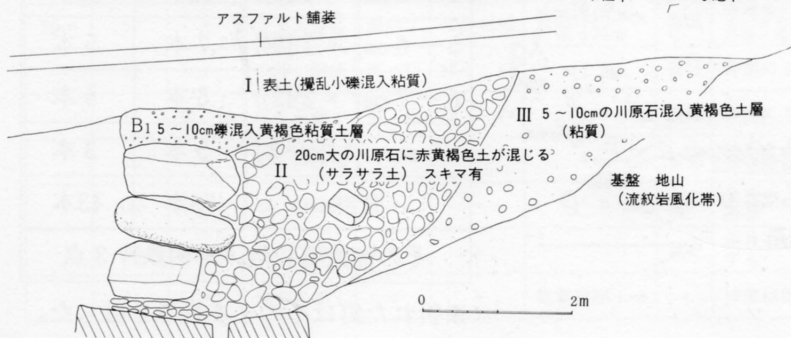 アスファルト舗装
I 表土(攪乱小礫混入粘質)
B1 5~10cm礫混入黄褐色粘質土層
III 5~10cmの川原石混入黄褐色土層
(粘質)
II 20cm大の川原石に赤黄褐色土が混じる
(サラサラ土) スキマ有
基盤 地山
(流紋岩風化帯)
0 2m